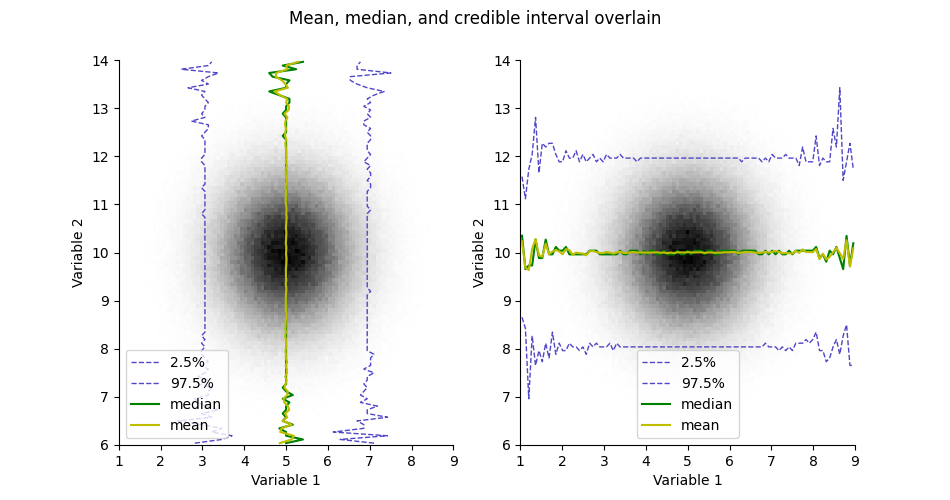 Mean, median, and credible interval overlain
14
13
12
11
10
9
8
7
6
Variable 2
2.5%
97.5%
median
mean
1 2 3 4 5 6 7 8 9
Variable 1
14
13
12
11
10
9
8
7
6
Variable 2
2.5%
97.5%
median
mean
1 2 3 4 5 6 7 8 9
Variable 1